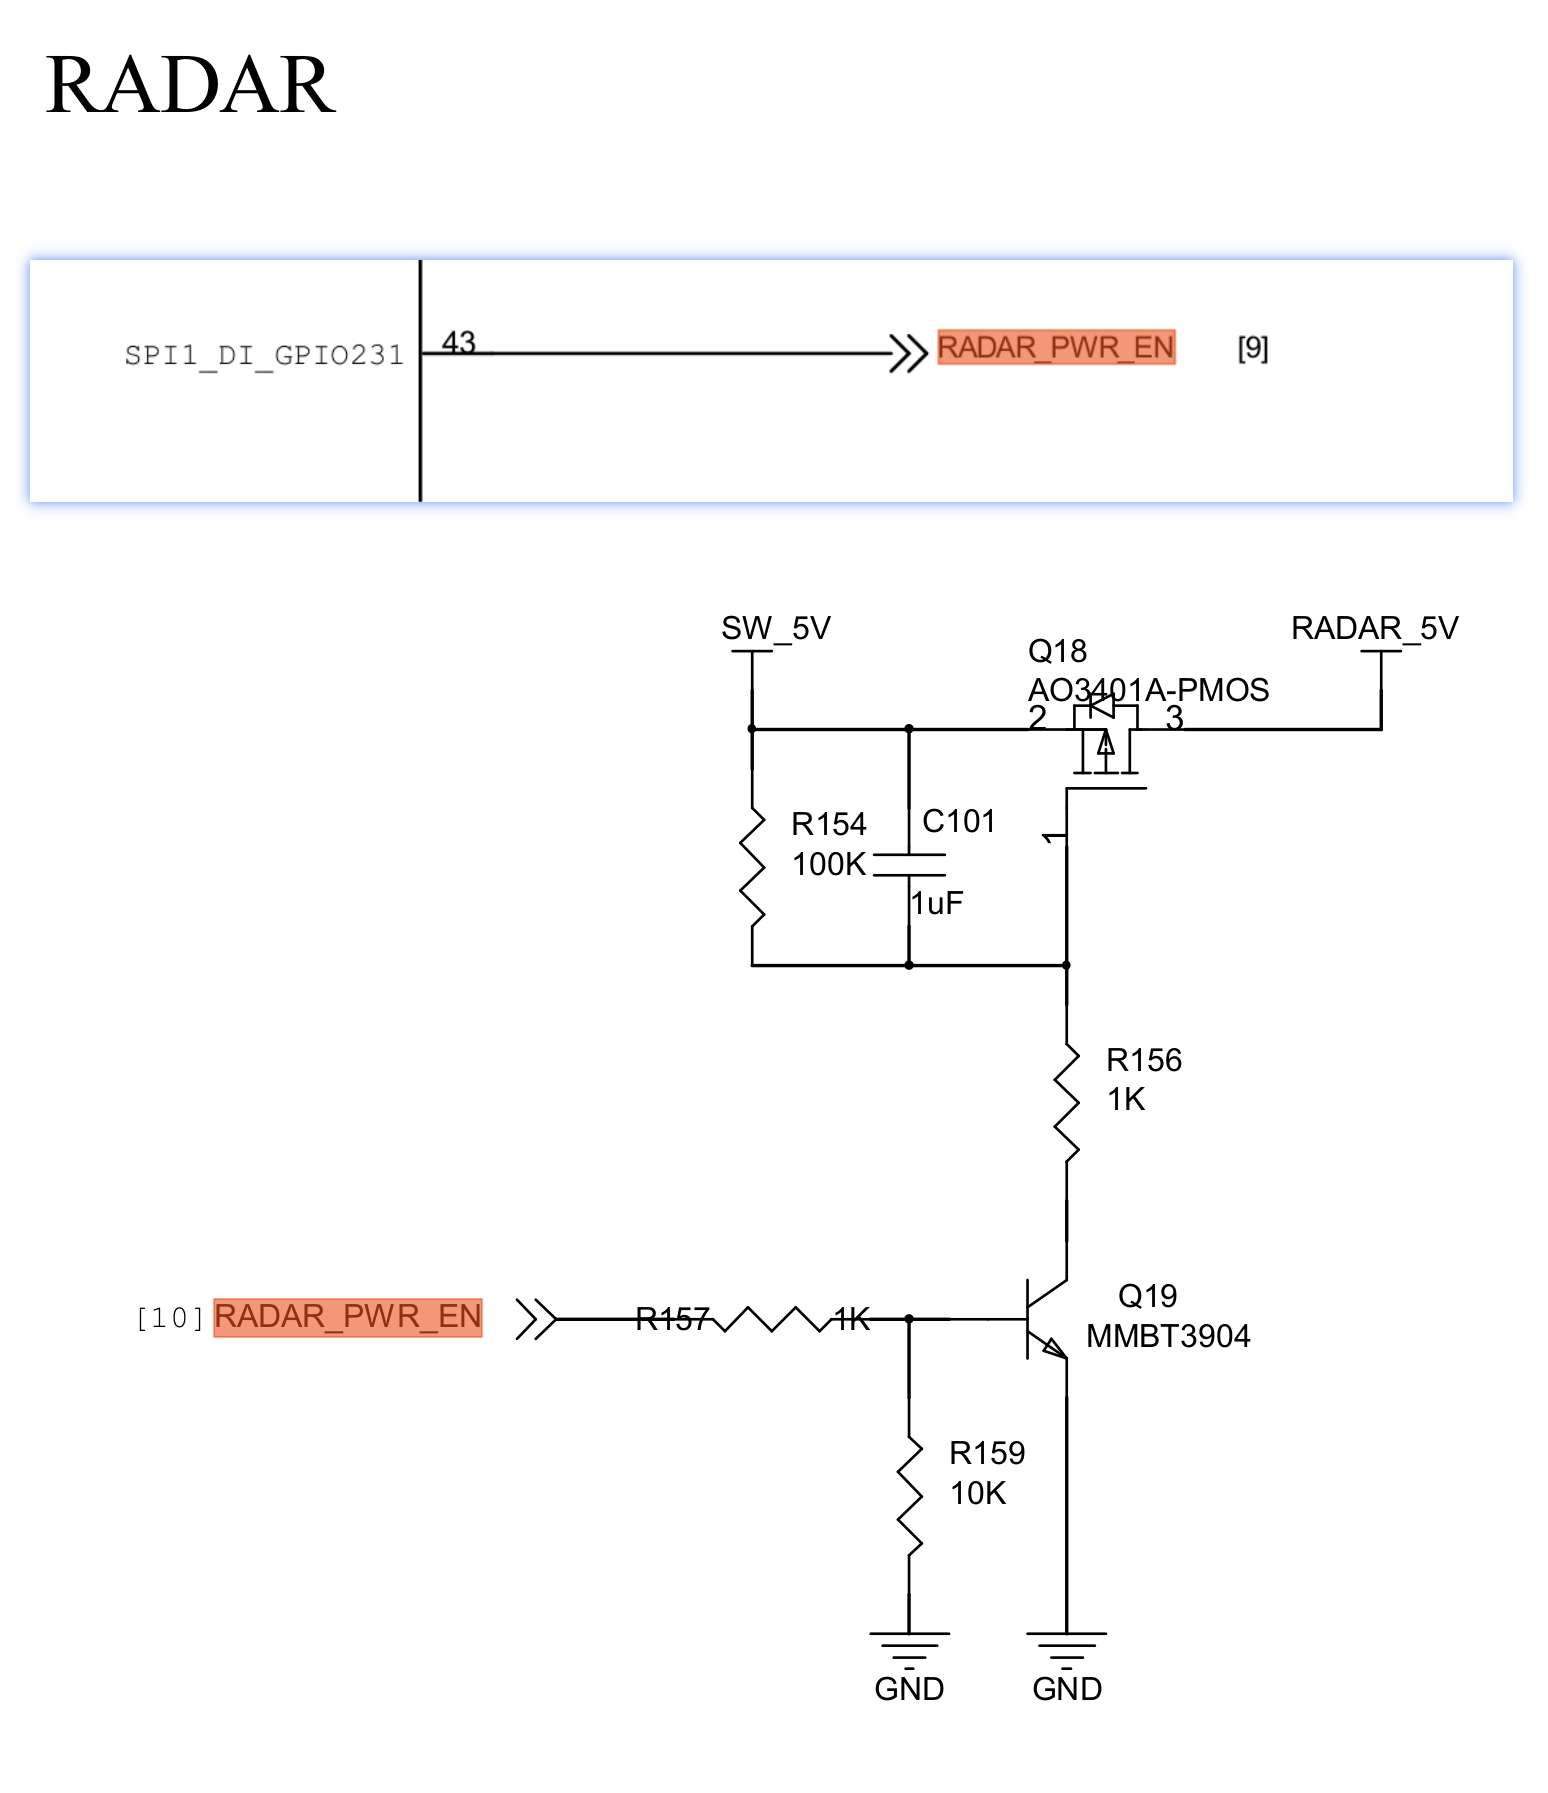 RADAR
SPI1_DI_GPIO231
43
RADAR_PWR_EN
[9]
SW_5V
RADAR_5V
Q18
AO3401A-PMOS
2
3
R154
100K
C101
1uF
1
R156
1K
[10] RADAR_PWR_EN
R157
1K
Q19
MMBT3904
R159
10K
GND
GND